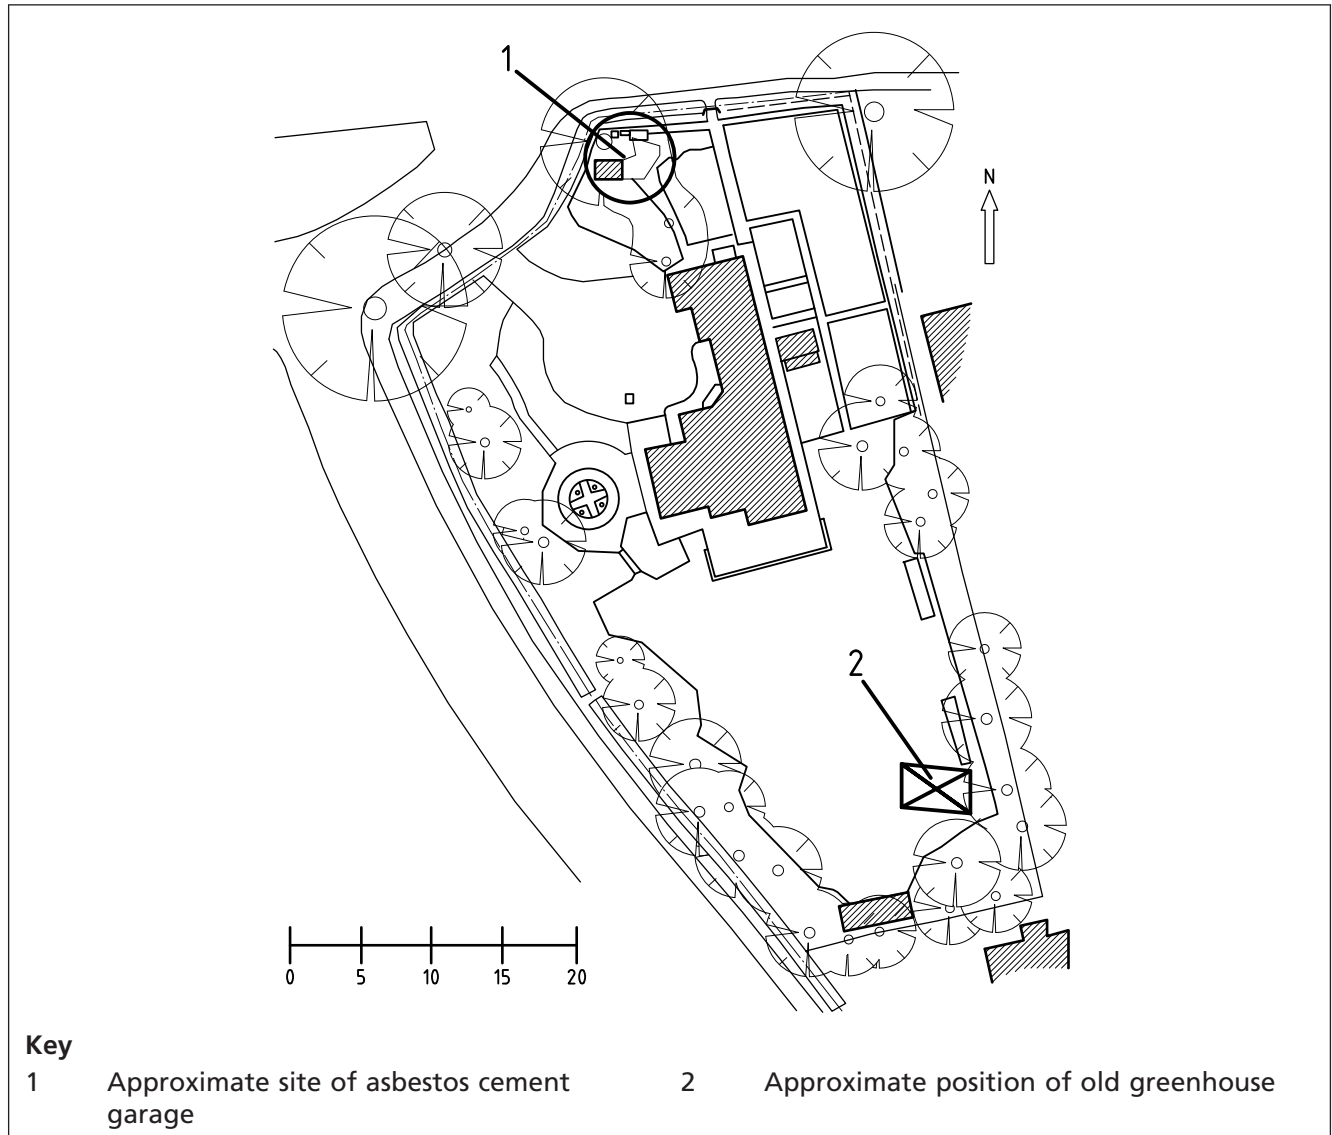 1
N
2
0 5 10 15 20
Key
1 Approximate site of asbestos cement garage
2 Approximate position of old greenhouse